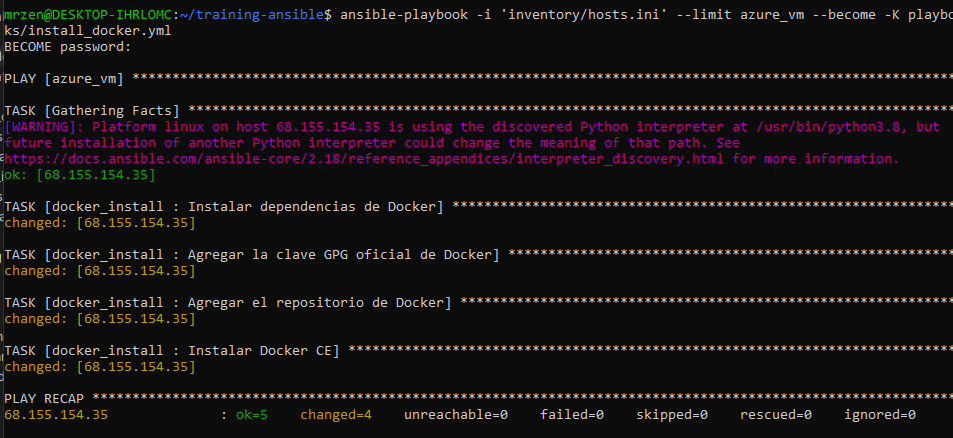 mrzen@DESKTOP-IHRLOMC:~/training-ansible$ ansible-playbook -i 'inventory/hosts.ini' --limit azure_vm --become -K playbo
ks/install_docker.yml
BECOME password:
PLAY [azure_vm] ********************************************************************************************************
TASK [Gathering Facts] *************************************************************************************************
[WARNING]: Platform linux on host 68.155.154.35 is using the discovered Python interpreter at /usr/bin/python3.8, but
future installation of another Python interpreter could change the meaning of that path. See
https://docs.ansible.com/ansible-core/2.18/reference_appendices/interpreter_discovery.html for more information.
ok: [68.155.154.35]
TASK [docker_install : Instalar dependencias de Docker] ****************************************************************
changed: [68.155.154.35]
TASK [docker_install : Agregar la clave GPG oficial de Docker] *********************************************************
changed: [68.155.154.35]
TASK [docker_install : Agregar el repositorio de Docker] ***************************************************************
changed: [68.155.154.35]
TASK [docker_install : Instalar Docker CE] *****************************************************************************
changed: [68.155.154.35]
PLAY RECAP *************************************************************************************************************
68.155.154.35 : ok=5 changed=4 unreachable=0 failed=0 skipped=0 rescued=0 ignored=0